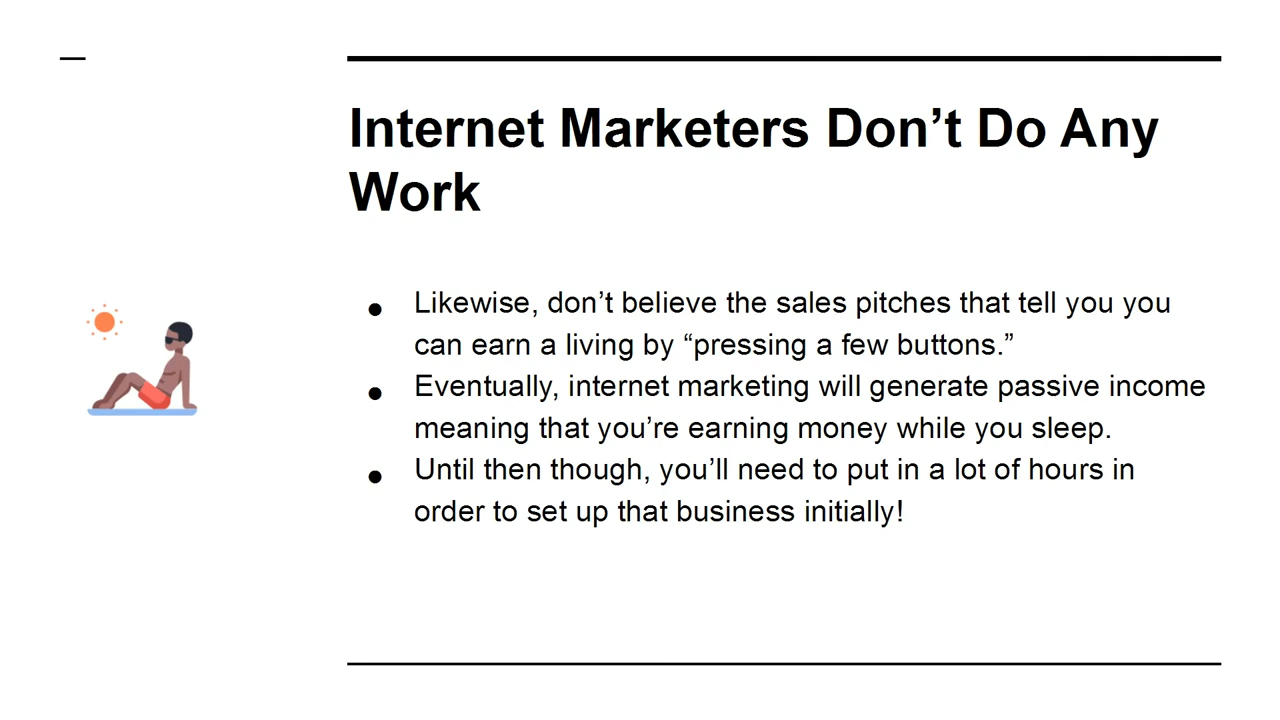 Internet Marketers Don’t Do Any
Work
● Likewise, don’t believe the sales pitches that tell you you
can earn a living by “pressing a few buttons.”
● Eventually, internet marketing will generate passive income
meaning that you’re earning money while you sleep.
● Until then though, you’ll need to put in a lot of hours in
order to set up that business initially!